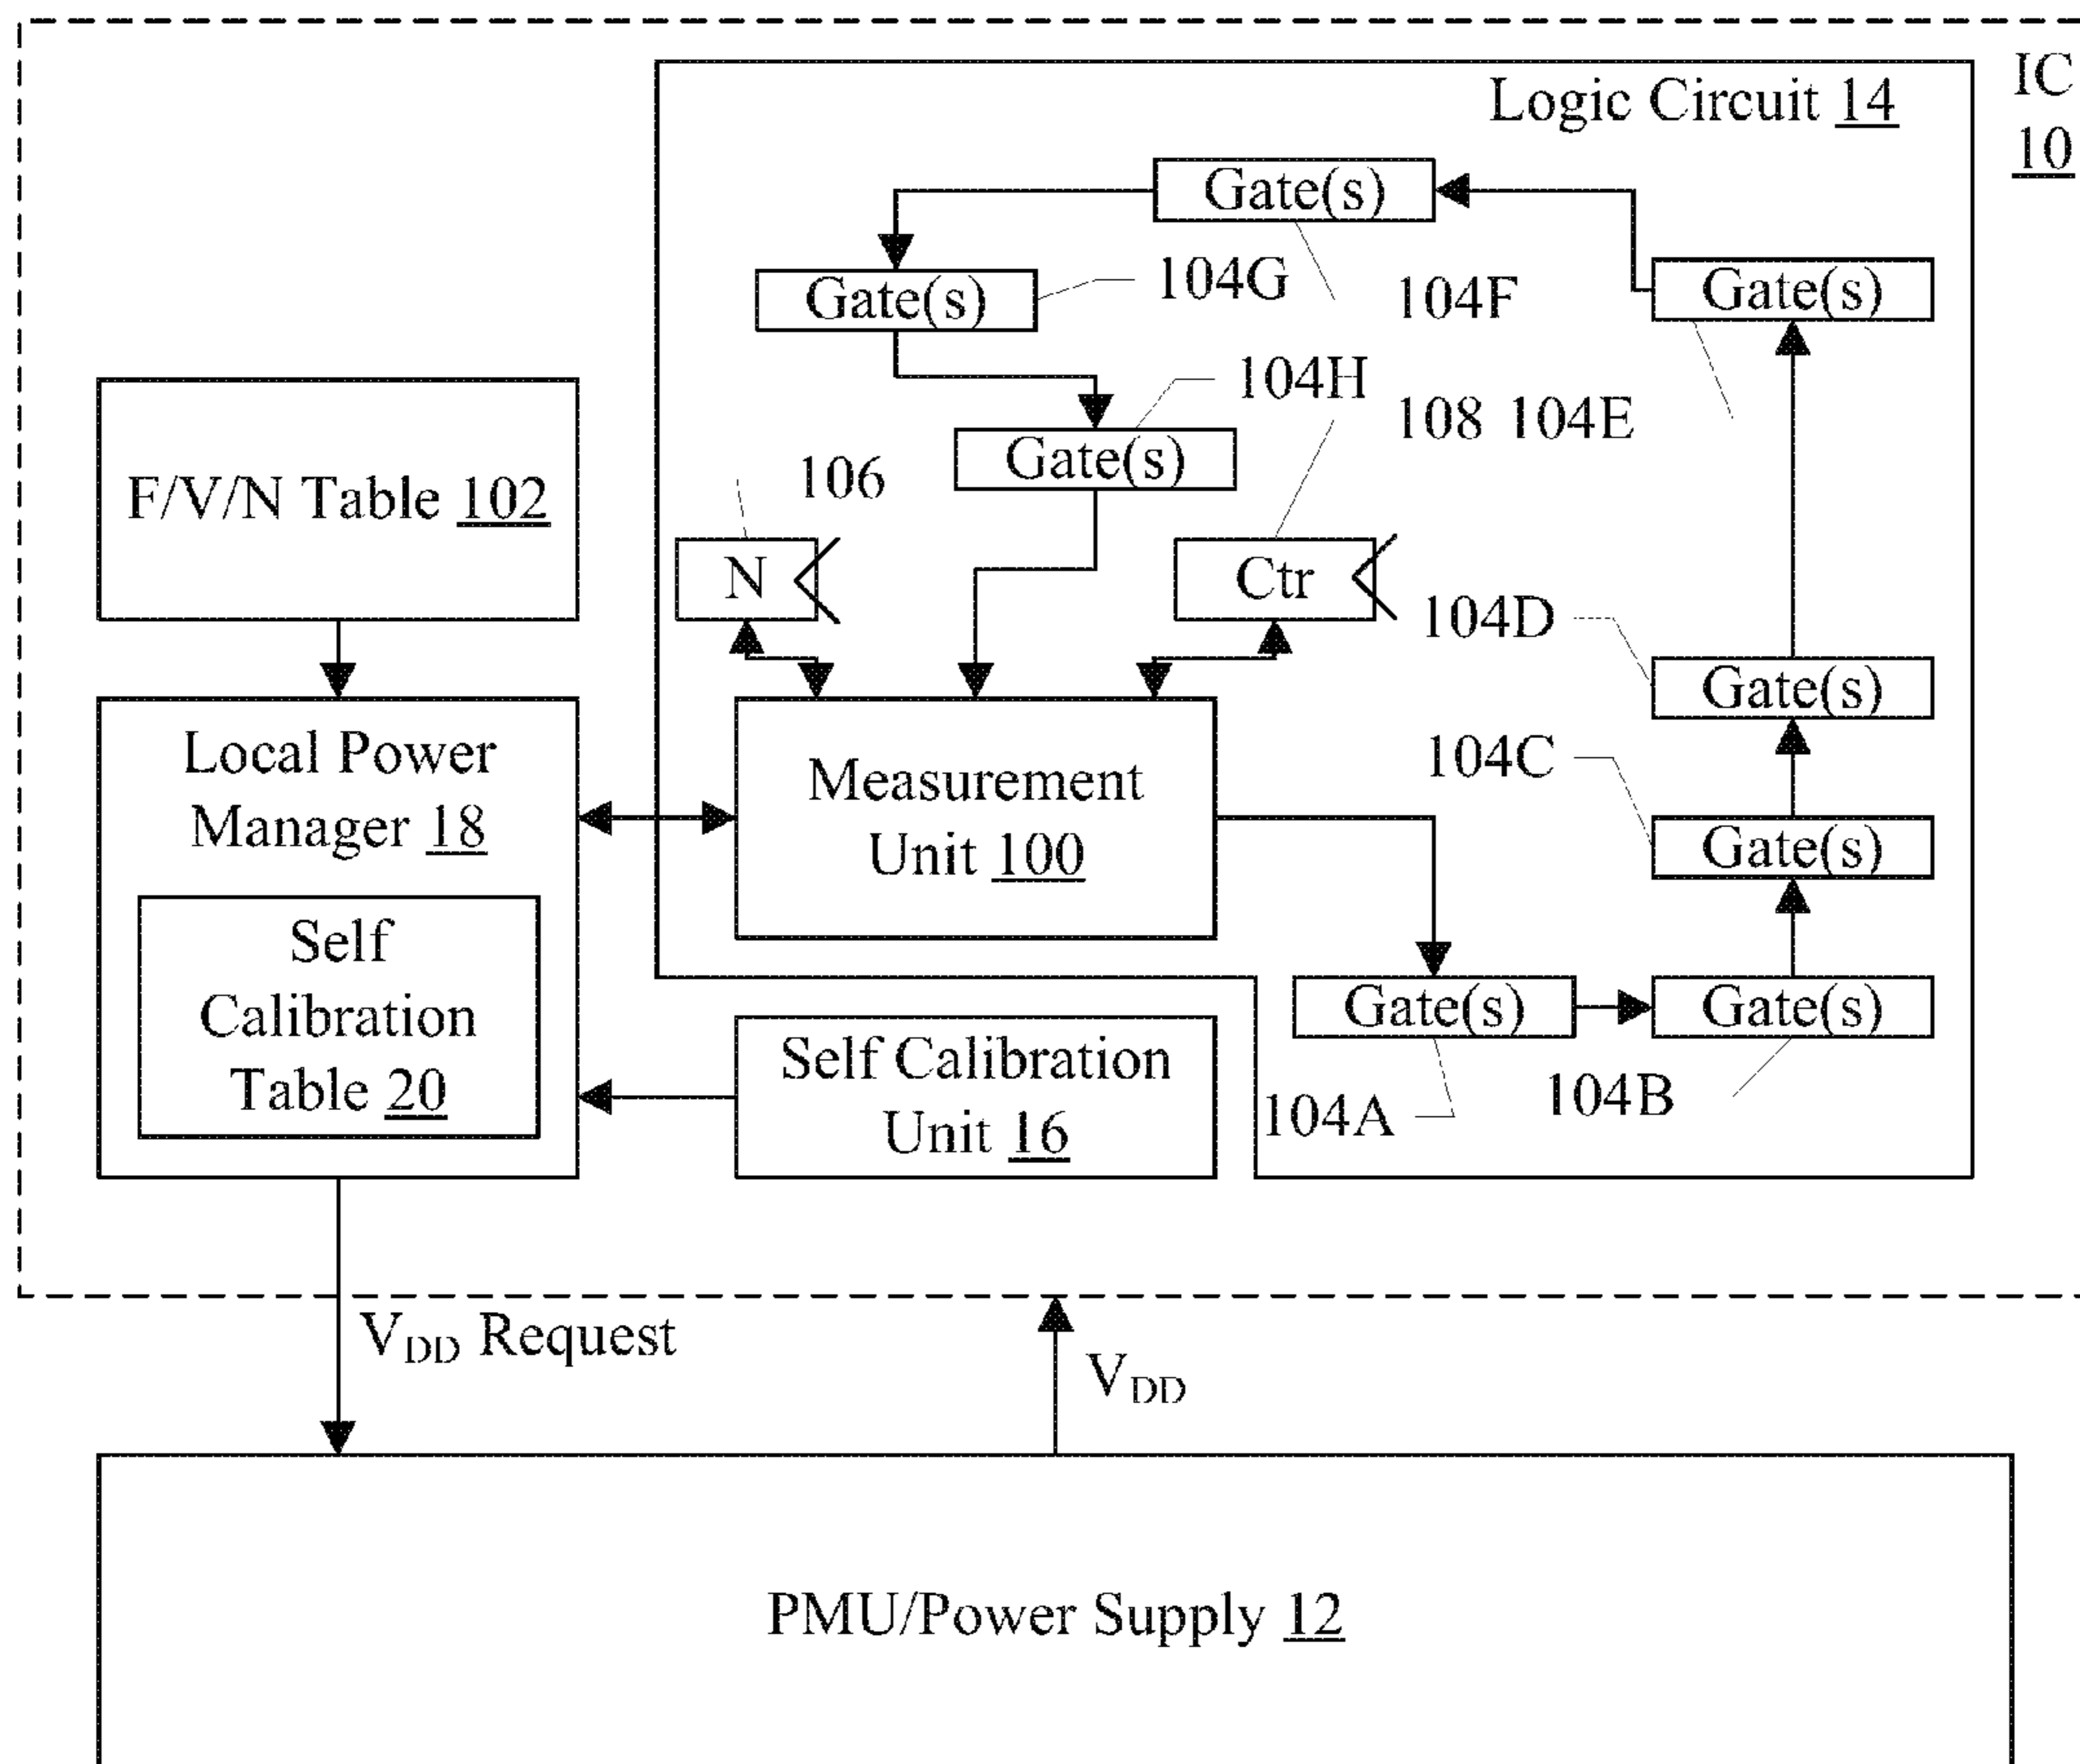 IC
10
Logic Circuit 14
Gate(s)
104F
Gate(s)
104G
Gate(s)
104E
Gate(s)
104H
108
F/V/N Table 102
106
N
Ctr
104D
Gate(s)
Local Power
Manager 18
Measurement
Unit 100
104C
Gate(s)
Self
Calibration
Table 20
Self Calibration
Unit 16
Gate(s)
104A
Gate(s)
104B
VDD Request
VDD
PMU/Power Supply 12